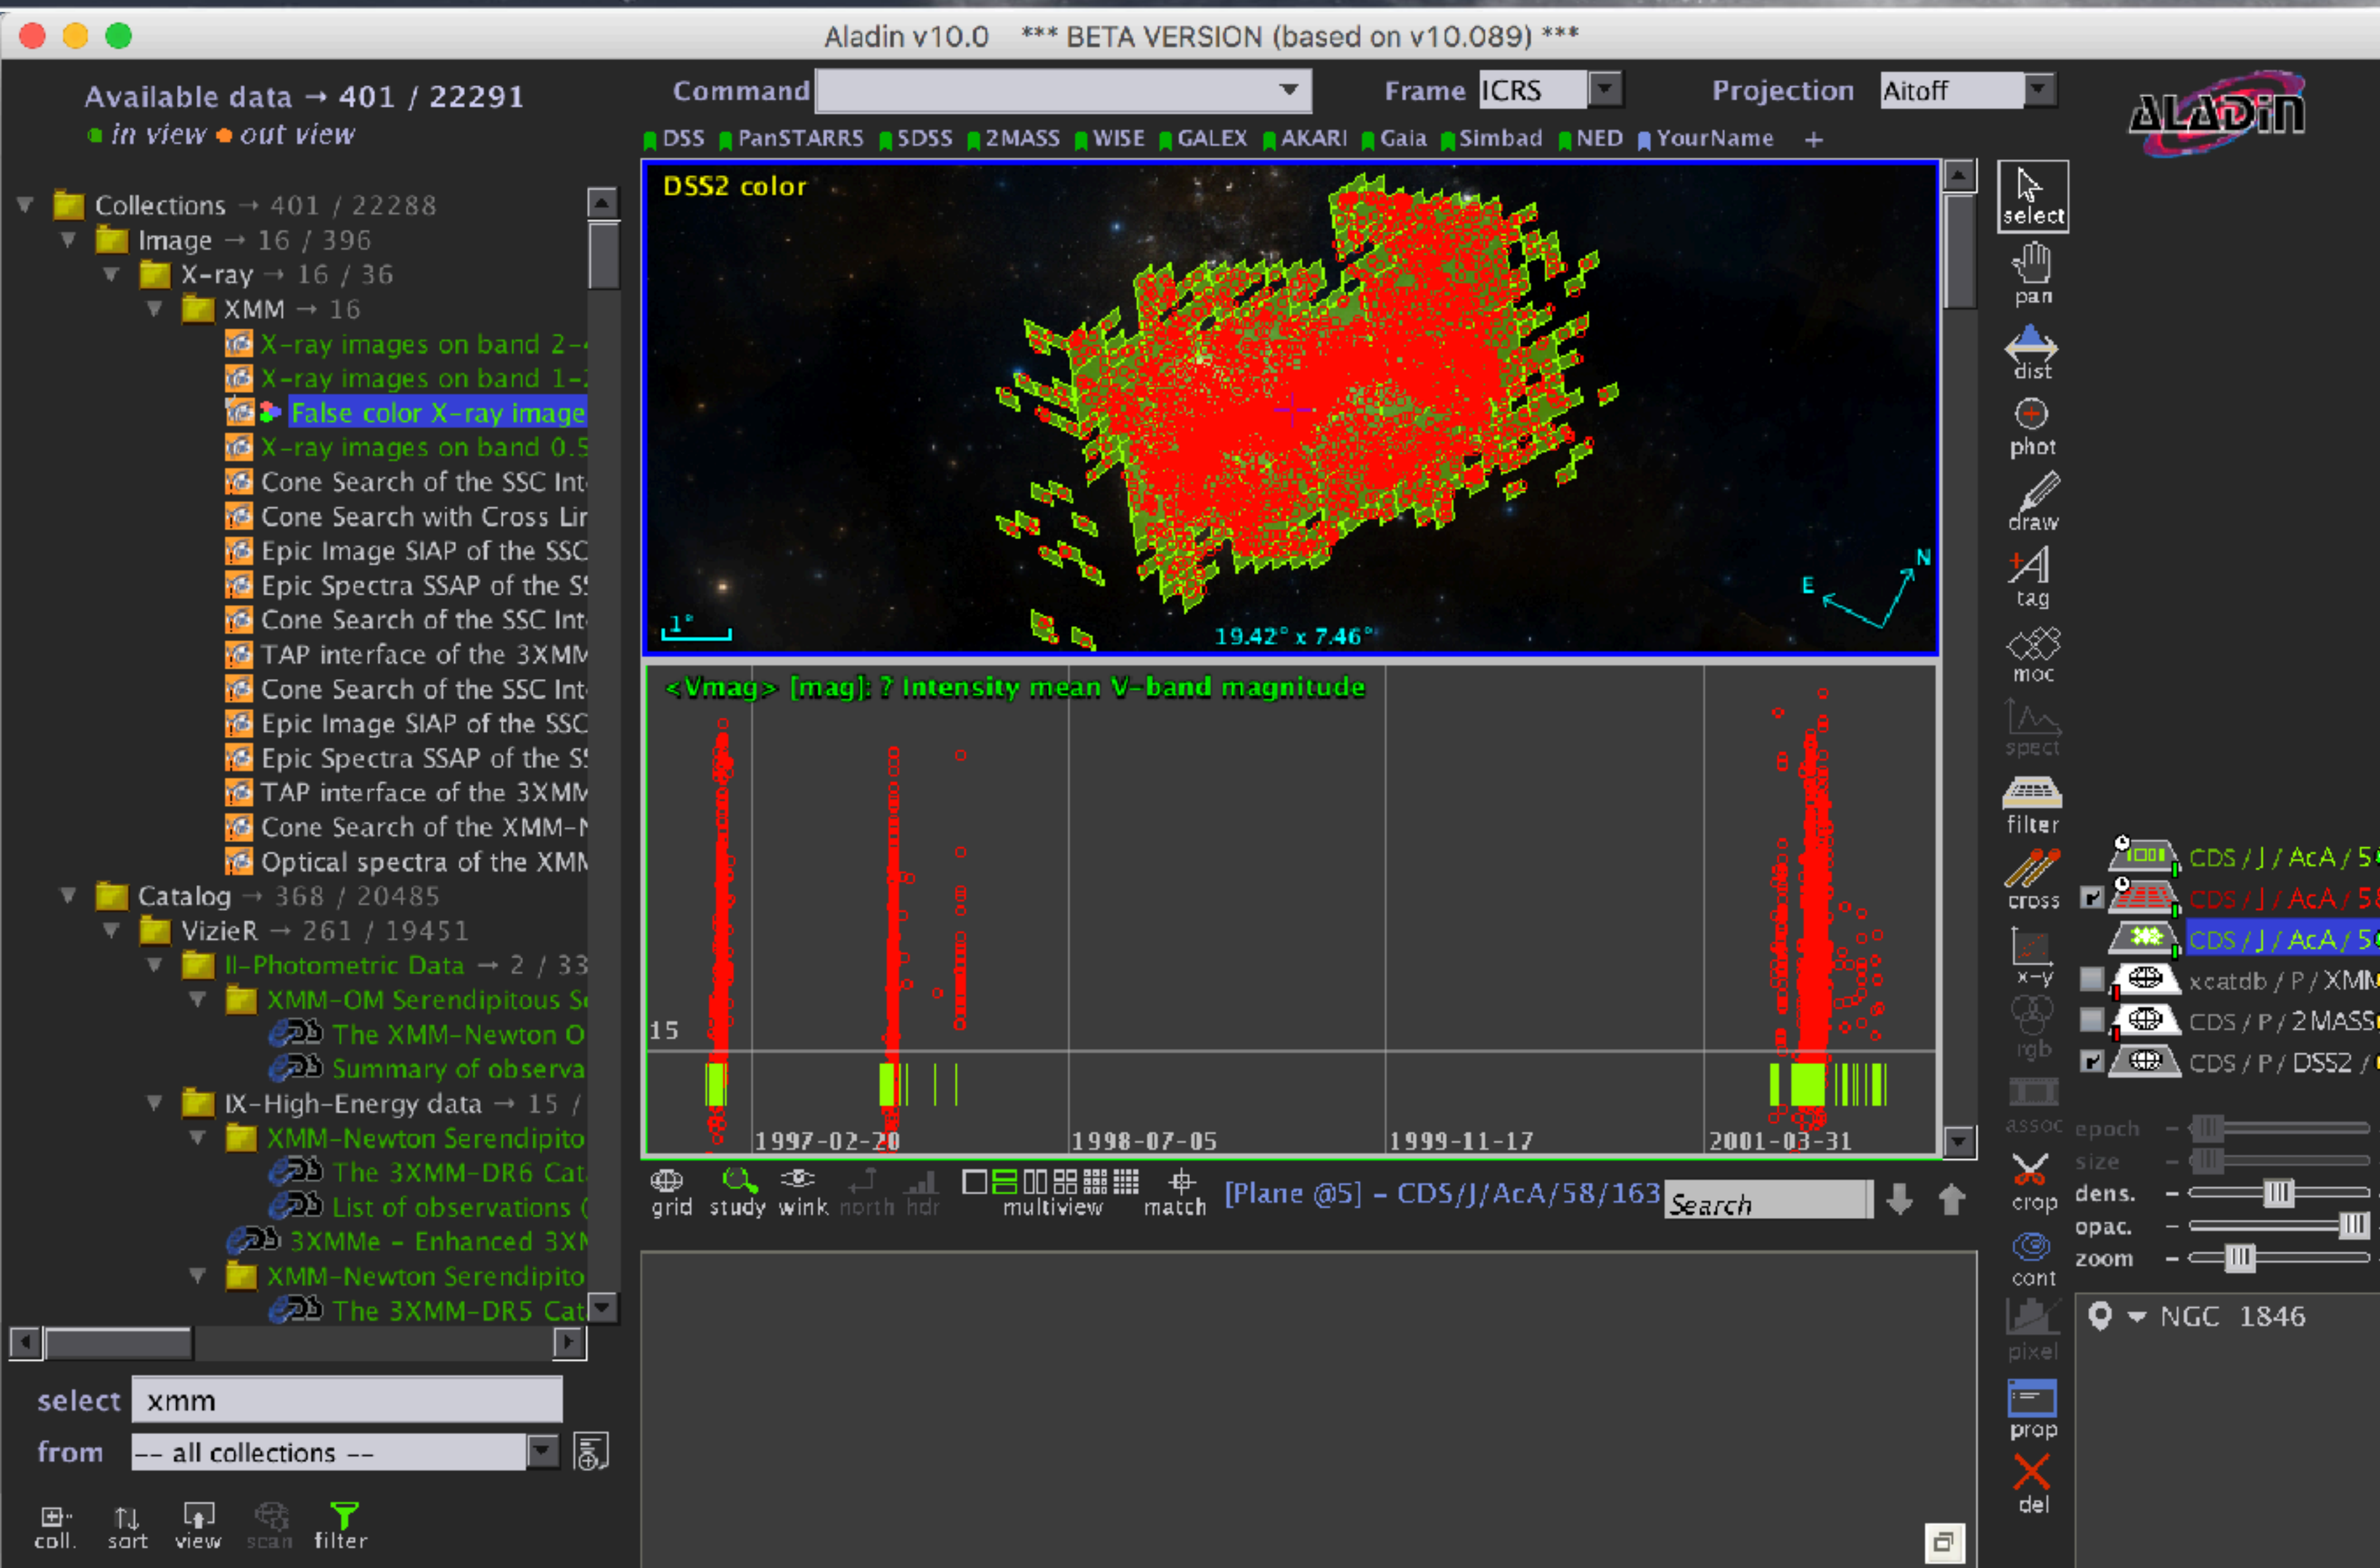 Aladin v10.0 *** BETA VERSION (based on v10.089) ***
Available data → 401 / 22291
in view out view
Command
Frame ICRS
Projection Aitoff
ALADIN
DSS PanSTARRS SDSS 2MASS WISE GALEX AKARI Gaia Simbad NED YourName +
Collections → 401 / 22288
Image → 16 / 396
X-ray → 16 / 36
XMM → 16
X-ray images on band 2-
X-ray images on band 1-
False color X-ray image
X-ray images on band 0.5
Cone Search of the SSC Int
Cone Search with Cross Lin
Epic Image SIAP of the SSC
Epic Spectra SSAP of the S
Cone Search of the SSC Int
TAP interface of the 3XMM
Cone Search of the SSC Int
Epic Image SIAP of the SSC
Epic Spectra SSAP of the S
TAP interface of the 3XMM
Cone Search of the XMM-N
Optical spectra of the XMM
Catalog → 368 / 20485
VizieR → 261 / 19451
II-Photometric Data → 2 / 33
XMM-OM Serendipitous S
The XMM-Newton O
Summary of observa
IX-High-Energy data → 15 /
XMM-Newton Serendipito
The 3XMM-DR6 Cat
List of observations (
3XMMe - Enhanced 3XM
XMM-Newton Serendipito
The 3XMM-DR5 Cat
select xmm
from -- all collections --
coll. sort view scan filter
DSS2 color
N
E
1°
19.42° x 7.46°
<Vmag> [mag]: ? Intensity mean V-band magnitude
15
1997-02-20 1998-07-05 1999-11-17 2001-03-31
grid study wink north hdr multiview match
[Plane @5] - CDS/J/AcA/58/163
Search
select
pan
dist
phot
draw
tag
moc
spect
filter
cross
x-y
rgb
assoc
crop
cont
pixel
prop
del
CDS / J / AcA / 5
CDS / J / AcA / 58
CDS / J / AcA / 5
xcatdb / P / XMM
CDS / P / 2MASS
CDS / P / DSS2 /
epoch
size
dens.
opac.
zoom
NGC 1846